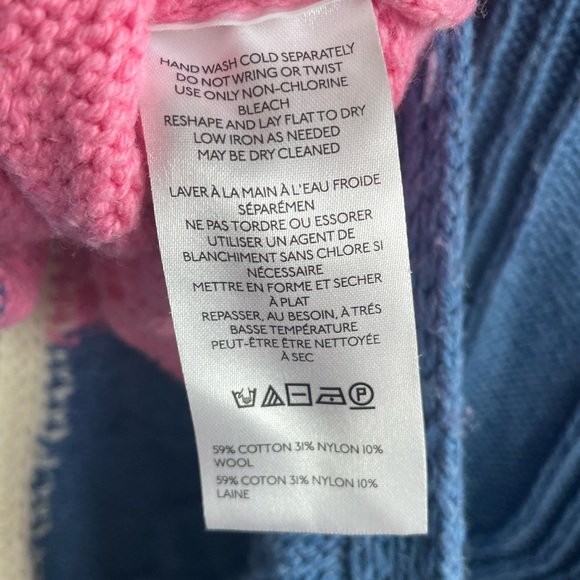 HAND WASH COLD SEPARATELY
DO NOT WRING OR TWIST
USE ONLY NON-CHLORINE
BLEACH
RESHAPE AND LAY FLAT TO DRY
LOW IRON AS NEEDED
MAY BE DRY CLEANED
LAVER À LA MAIN À L'EAU FROIDE
SÉPARÉMEN
NE PAS TORDRE OU ESSORER
UTILISER UN AGENT DE
BLANCHIMENT SANS CHLORE SI
NÉCESSAIRE
METTRE EN FORME ET SECHER
À PLAT
REPASSER, AU BESOIN, À TRÉS
BASSE TEMPÉRATURE
PEUT-ÊTRE ÊTRE NETTOYÉE
À SEC
P
59% COTTON 31% NYLON 10%
WOOL
59% COTON 31% NYLON 10%
LAINE